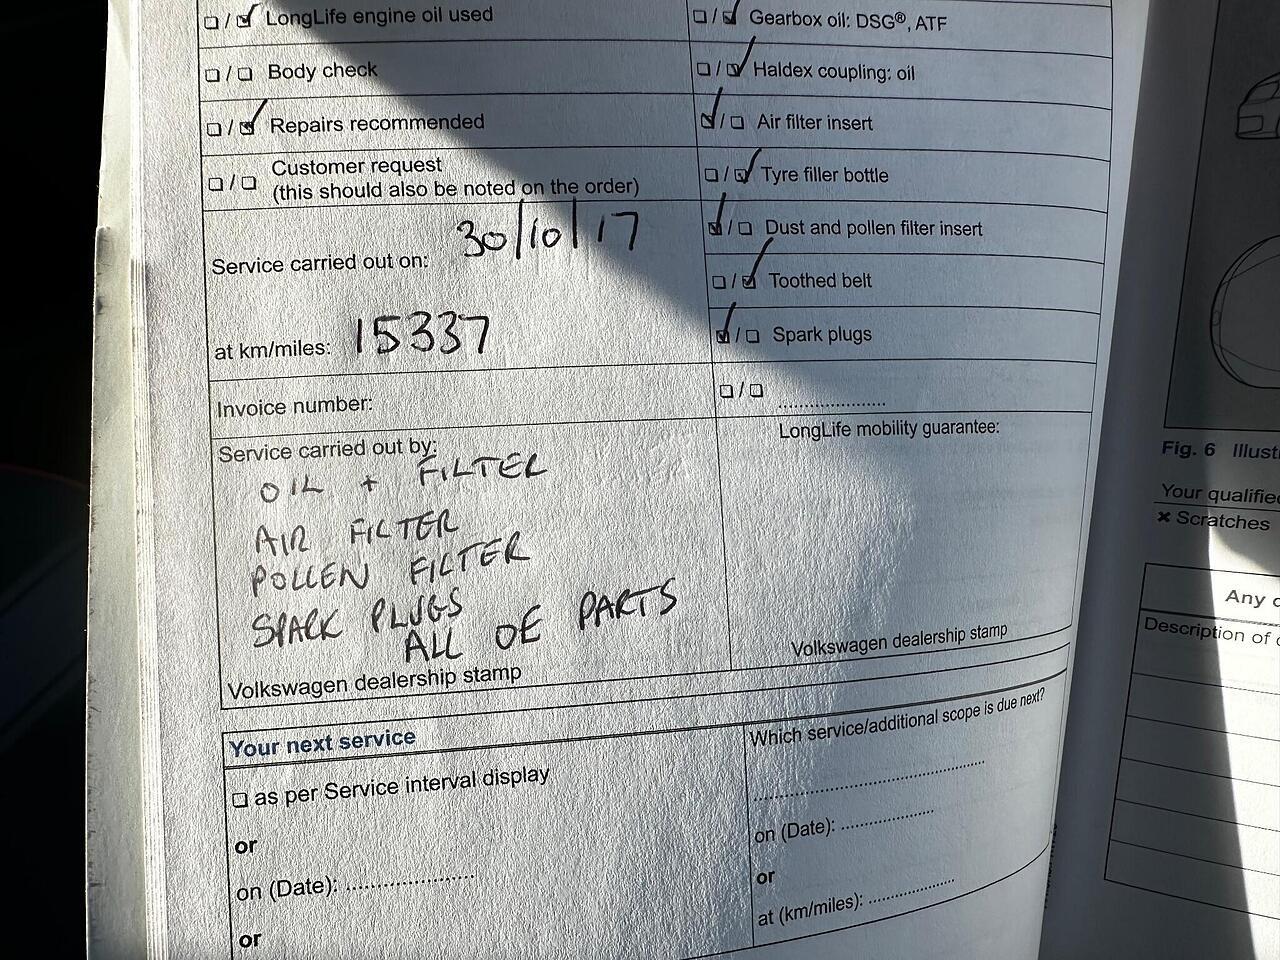 LongLife engine oil used
Body check
Repairs recommended
Customer request
(this should also be noted on the order)
Service carried out on: 30/10/17
at km/miles: 15337
Invoice number:
Service carried out by:
OIL + FILTER
AIR FILTER
POLLEN FILTER
SPARK PLUGS
ALL OE PARTS
Volkswagen dealership stamp
Gearbox oil: DSG®, ATF
Haldex coupling: oil
Air filter insert
Tyre filler bottle
Dust and pollen filter insert
Toothed belt
Spark plugs
....................
LongLife mobility guarantee:
Volkswagen dealership stamp
Your next service
as per Service interval display
or
on (Date): ......................
or
Which service/additional scope is due next?
.......................................
on (Date): ................
or
at (km/miles): ...............
Fig. 6
Your qualified
× Scratches
Any
Description of